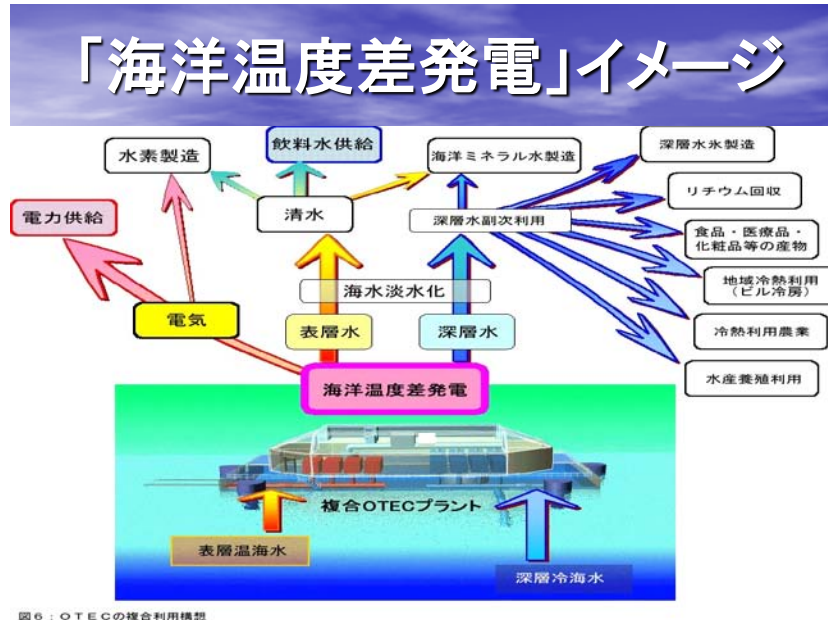 「海洋温度差発電」イメージ
水素製造
飲料水供給
海洋ミネラル水製造
深層水氷製造
リチウム回収
食品・医療品・
化粧品等の産物
地域冷熱利用
(ビル冷房)
冷熱利用農業
水産養殖利用
電力供給
清水
深層水副次利用
海水淡水化
電気
表層水
深層水
海洋温度差発電
複合OTECプラント
表層温海水
深層冷海水
図6:OTECの複合利用構想